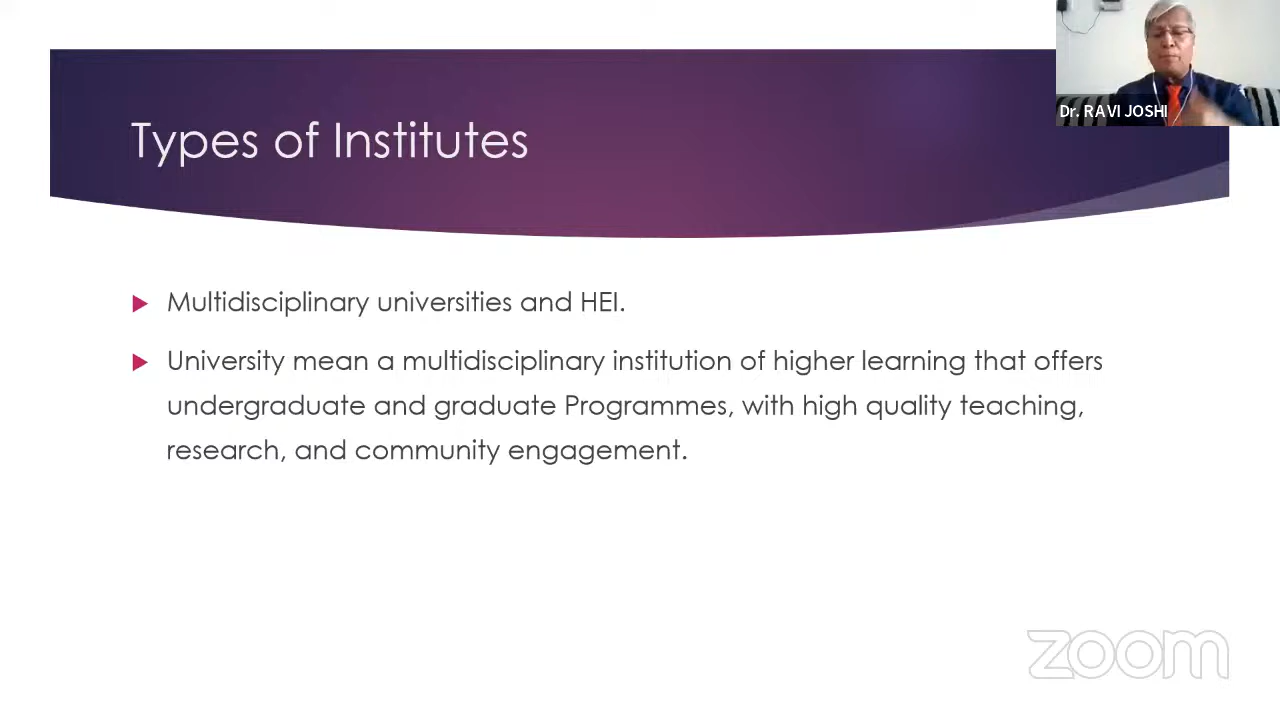 Dr. RAVI JOSHI
Types of Institutes
Multidisciplinary universities and HEI.
University mean a multidisciplinary institution of higher learning that offers
undergraduate and graduate Programmes, with high quality teaching,
research, and community engagement.
zoom